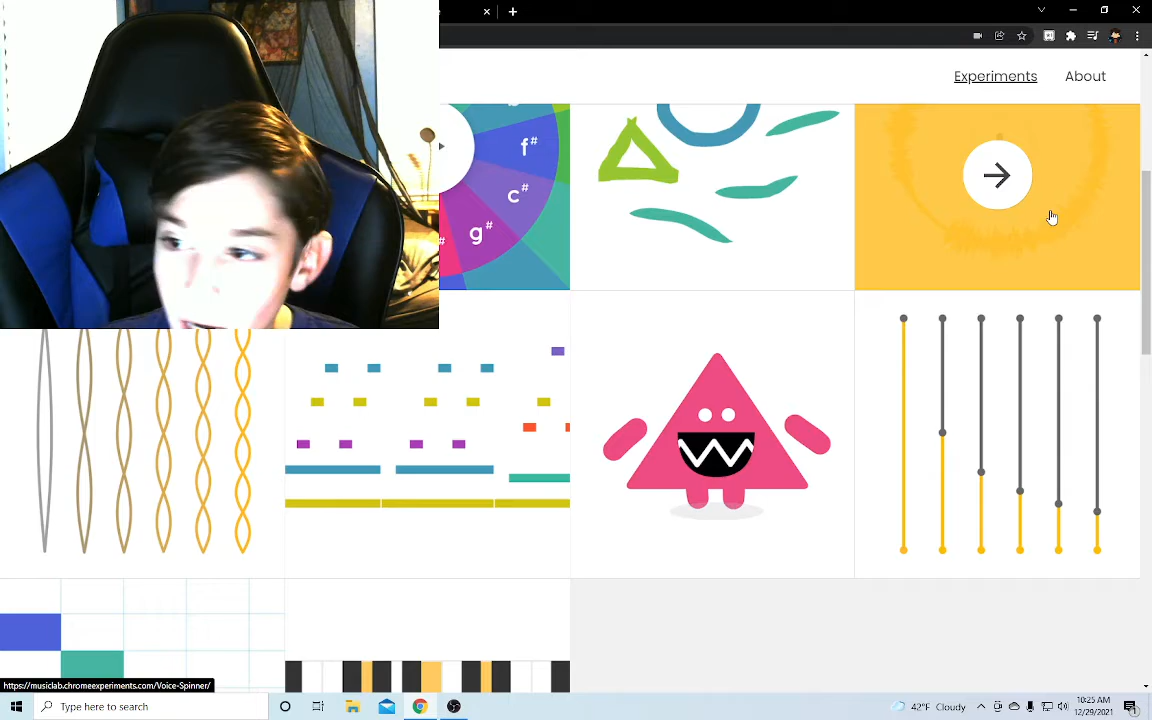 Experiments About
b
f#
c#
g#
#
https://musiclab.chromeexperiments.com/Voice-Spinner/
Type here to search
42°F Cloudy
10:25 AM
12/29/2021
1